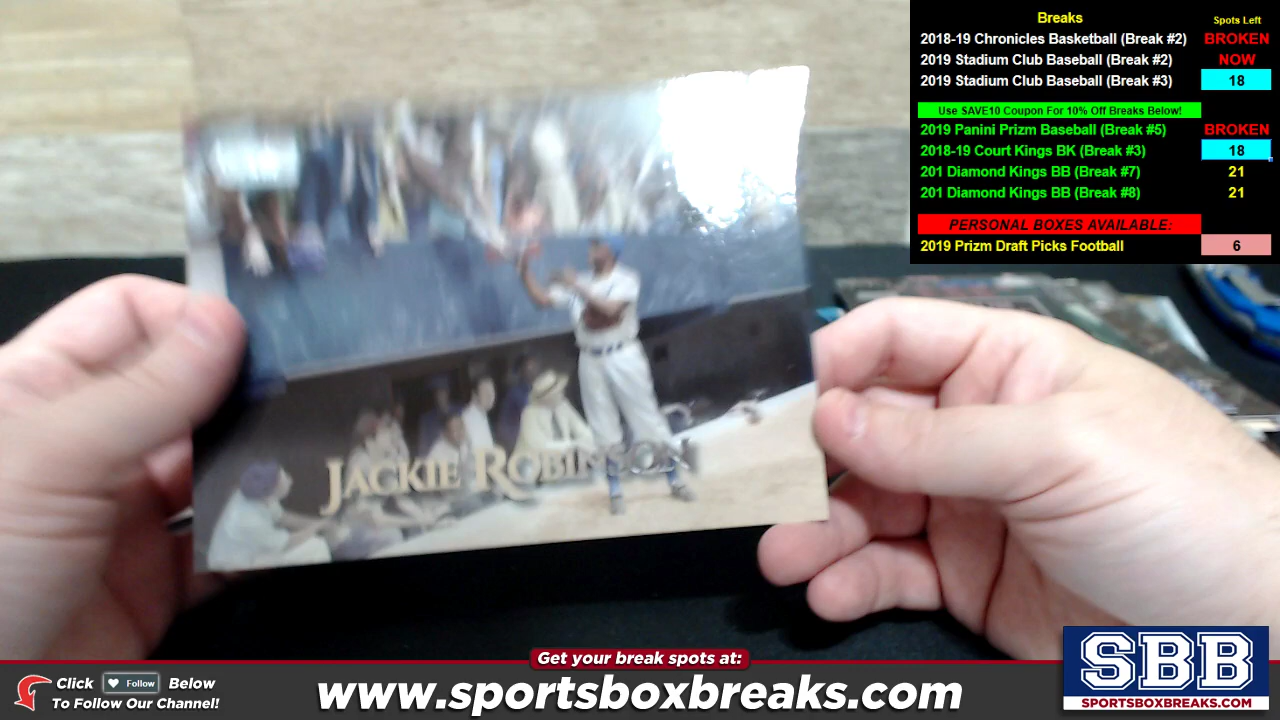 Breaks Spots Left
2018-19 Chronicles Basketball (Break #2) BROKEN
2019 Stadium Club Baseball (Break #2) NOW
2019 Stadium Club Baseball (Break #3) 18
Use SAVE10 Coupon For 10% Off Breaks Below!
2019 Panini Prizm Baseball (Break #5) BROKEN
2018-19 Court Kings BK (Break #3) 18
201 Diamond Kings BB (Break #7) 21
201 Diamond Kings BB (Break #8) 21
PERSONAL BOXES AVAILABLE:
2019 Prizm Draft Picks Football 6
JACKIE ROBINSON
Get your break spots at:
Click Follow Below
To Follow Our Channel!
www.sportsboxbreaks.com
SBB
SPORTSBOXBREAKS.COM